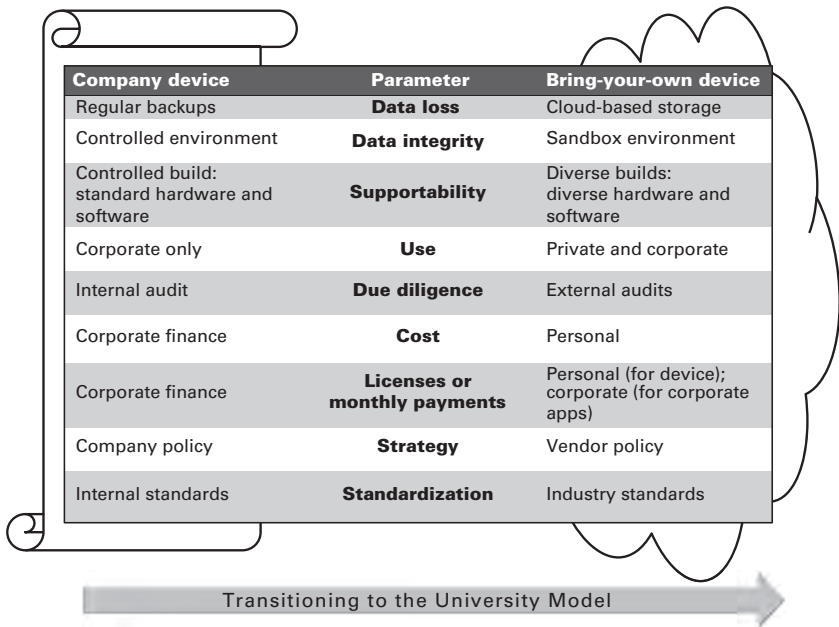 Company device Parameter Bring-your-own device
Regular backups Data loss Cloud-based storage
Controlled environment Data integrity Sandbox environment
Controlled build:
standard hardware and
software
Supportability
Diverse builds:
diverse hardware and
software
Corporate only Use Private and corporate
Internal audit Due diligence External audits
Corporate finance Cost Personal
Corporate finance
Licenses or
monthly payments
Personal (for device);
corporate (for corporate
apps)
Company policy Strategy Vendor policy
Internal standards Standardization Industry standards
Transitioning to the University Model